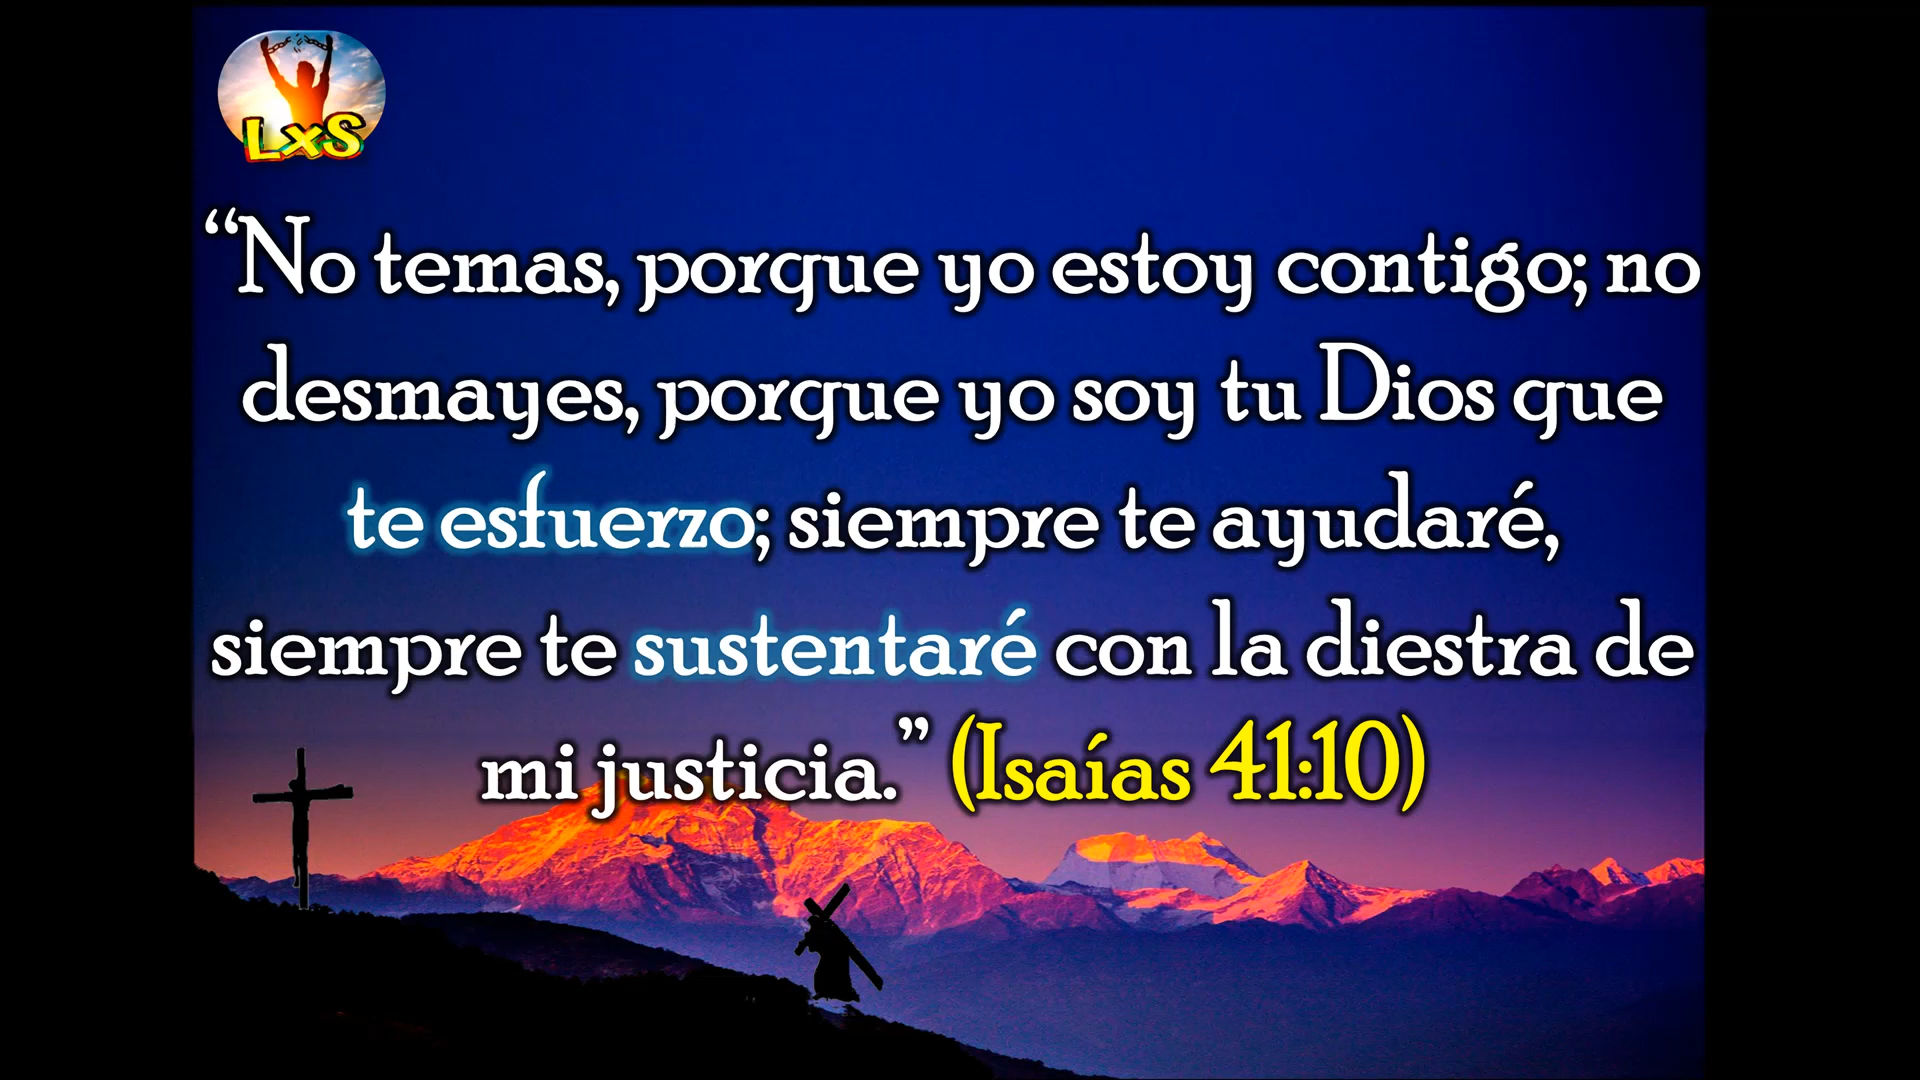 LxS
“No temas, porque yo estoy contigo; no
desmayes, porque yo soy tu Dios que
te esfuerzo; siempre te ayudaré,
siempre te sustentaré con la diestra de
mi justicia.” (Isaías 41:10)